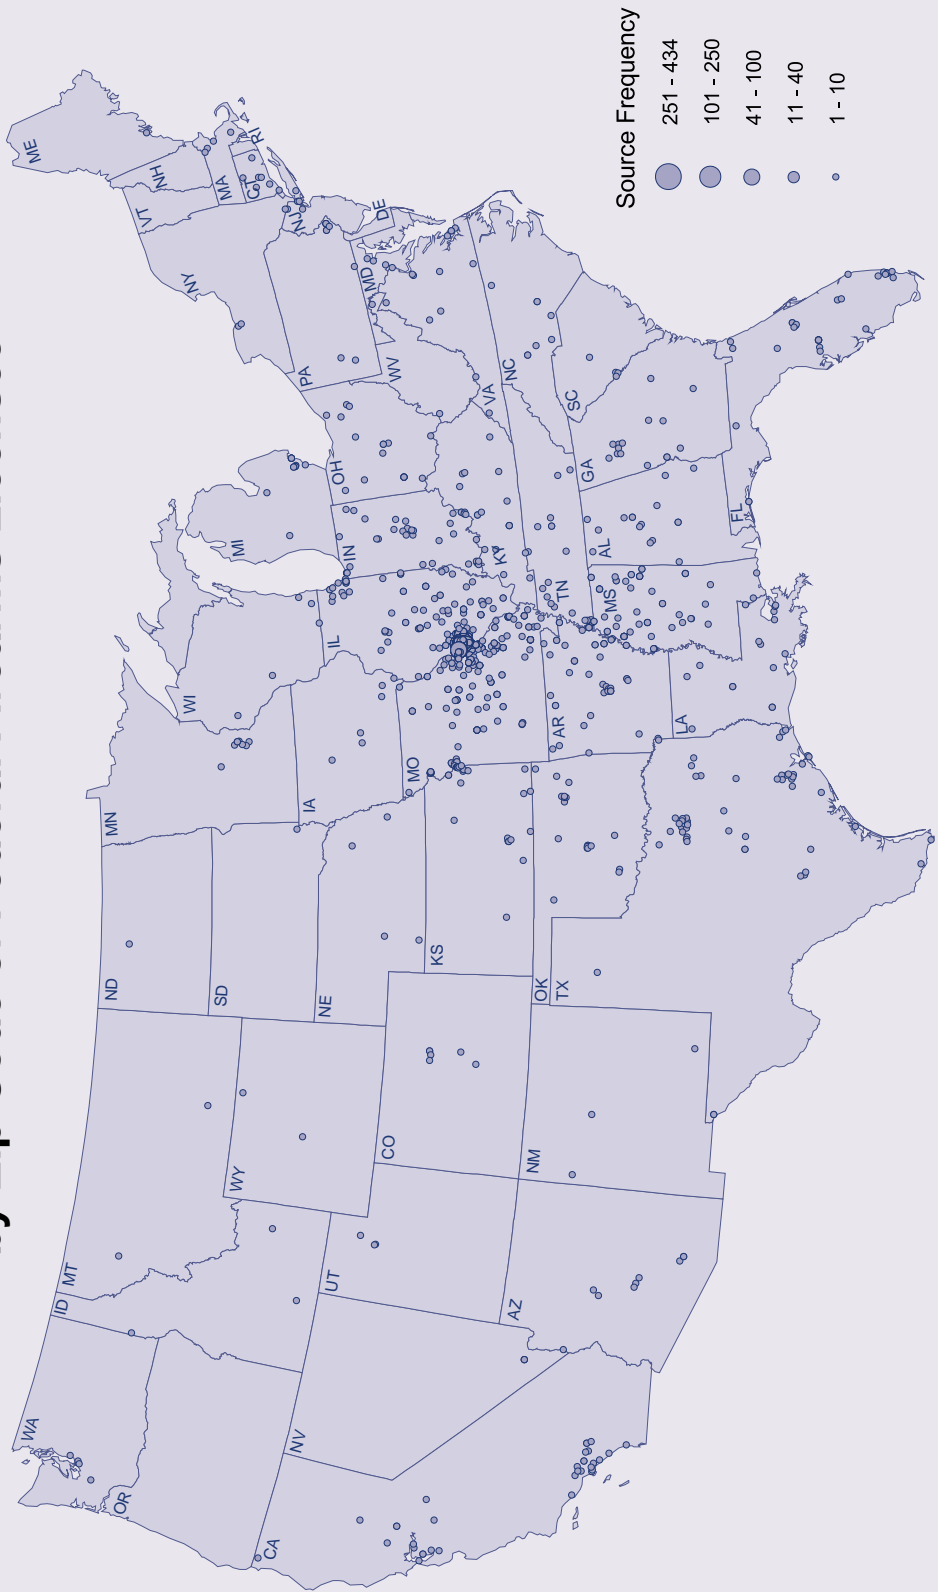 WA
OR
CA
ID
MT
NV
UT
AZ
WY
CO
NM
ND
SD
NE
KS
OK
TX
MN
IA
MO
AR
LA
WI
IL
MI
IN
OH
KY
TN
MS
AL
GA
FL
SC
NC
VA
WV
MD
DE
PA
NJ
NY
VT
NH
ME
MA
CT
RI
Source Frequency
251 - 434
101 - 250
41 - 100
11 - 40
1 - 10